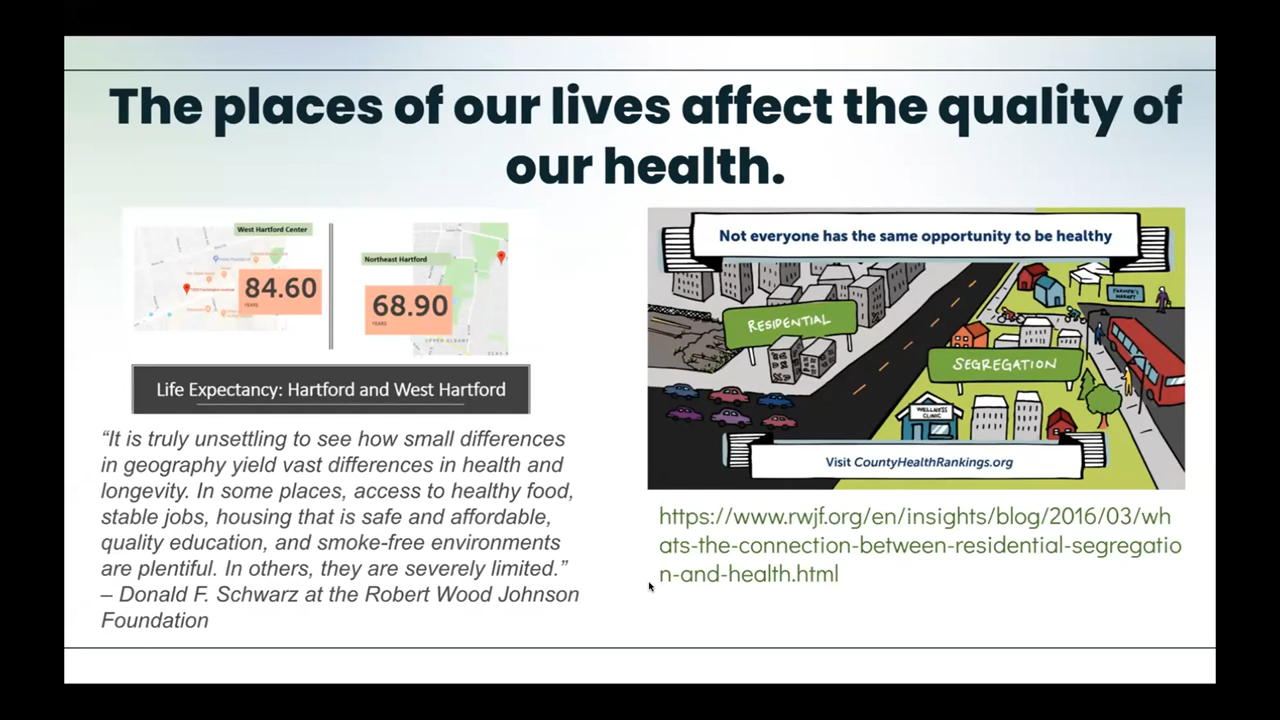 The places of our lives affect the quality of
our health.
West Hartford Center
84.60
YEARS
Northeast Hartford
68.90
YEARS
UPPER ALBANY
Life Expectancy: Hartford and West Hartford
“It is truly unsettling to see how small differences
in geography yield vast differences in health and
longevity. In some places, access to healthy food,
stable jobs, housing that is safe and affordable,
quality education, and smoke-free environments
are plentiful. In others, they are severely limited.”
– Donald F. Schwarz at the Robert Wood Johnson
Foundation
Not everyone has the same opportunity to be healthy
RESIDENTIAL
SEGREGATION
FARMER'S
MARKET
WELLNESS
CLINIC
Visit CountyHealthRankings.org
https://www.rwjf.org/en/insights/blog/2016/03/wh
ats-the-connection-between-residential-segregatio
n-and-health.html